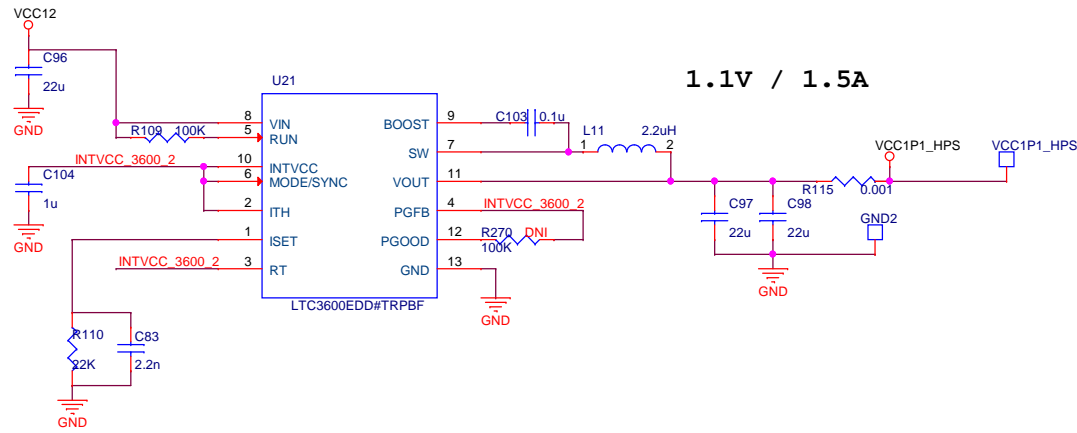 VCC12
C96
22u
GND
U21
1.1V / 1.5A
R109 100K
8 VIN
5 RUN
10 INTVCC
6 MODE/SYNC
2 ITH
1 ISET
3 RT
BOOST 9
SW 7
VOUT 11
PGFB 4
PGOOD 12
GND 13
LTC3600EDD#TRPBF
INTVCC_3600_2
C104
1u
GND
INTVCC_3600_2
R110
22K
C83
2.2n
GND
C103 0.1u
L11 2.2uH
1 2
INTVCC_3600_2
R270 DNI
100K
GND
VCC1P1_HPS
VCC1P1_HPS
R115 0.001
C97
22u
C98
22u
GND2
GND